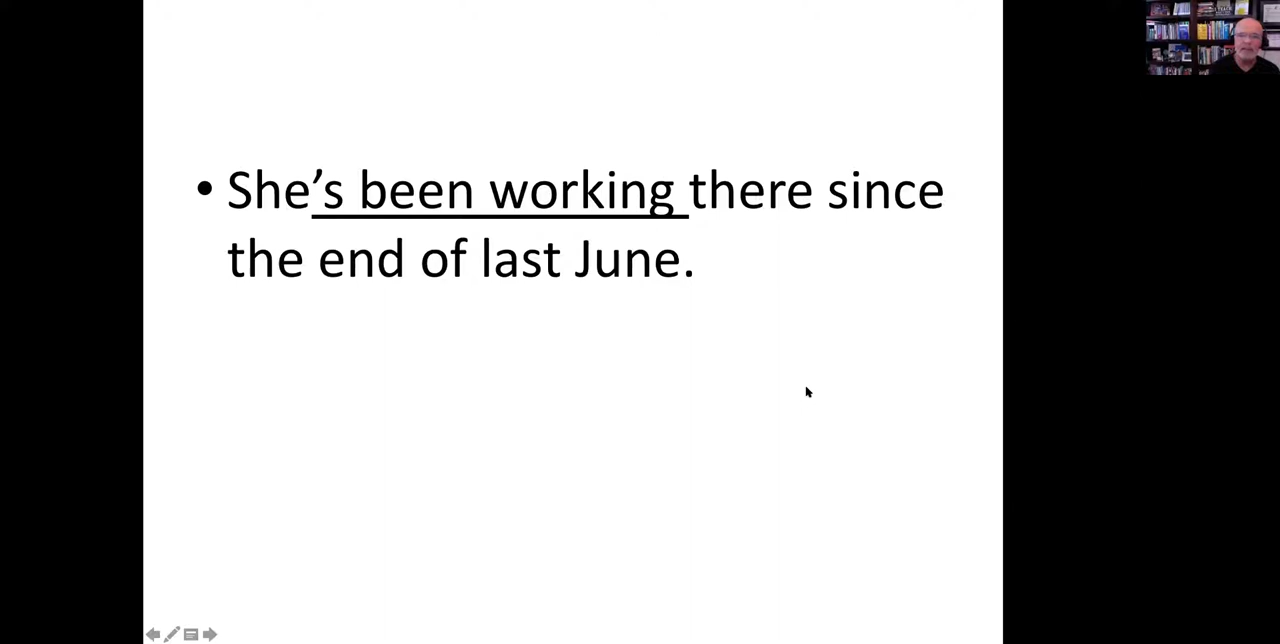 • She’s been working there since
the end of last June.